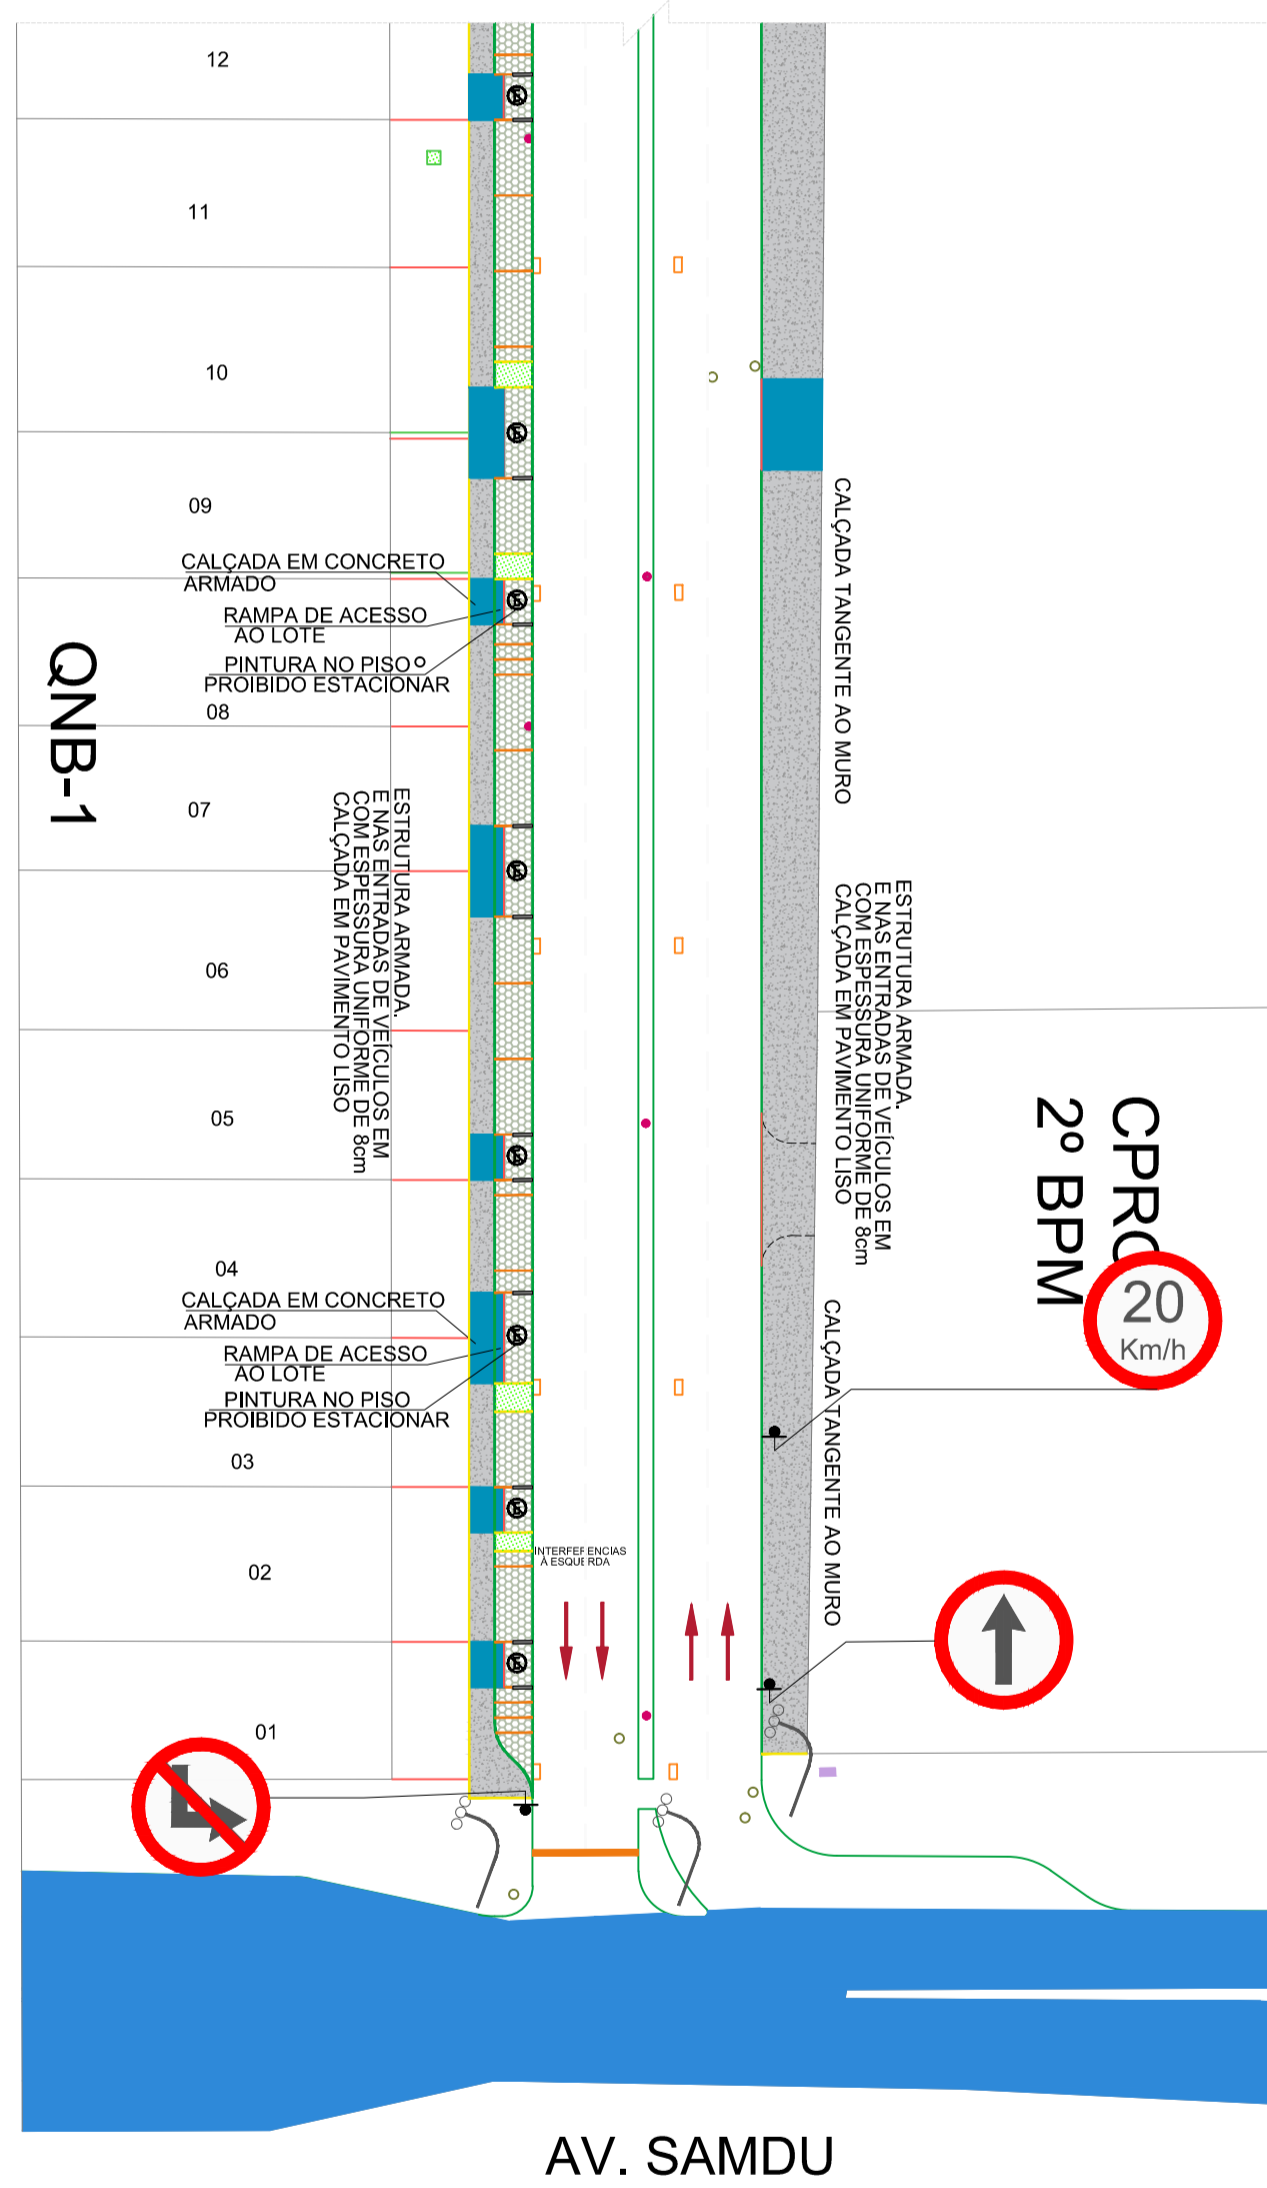 12
11
10
09
CALÇADA EM CONCRETO
ARMADO
RAMPA DE ACESSO
AO LOTE
PINTURA NO PISO
PROIBIDO ESTACIONAR
08
07
06
05
04
CALÇADA EM CONCRETO
ARMADO
RAMPA DE ACESSO
AO LOTE
PINTURA NO PISO
PROIBIDO ESTACIONAR
03
02
01
QNB-1
CALÇADA EM PAVIMENTO LISO
COM ESPESSURA UNIFORME DE 8cm
E NAS ENTRADAS DE VEÍCULOS EM
ESTRUTURA ARMADA.
INTERFERENCIAS
À ESQUERDA
CALÇADA TANGENTE AO MURO
CALÇADA EM PAVIMENTO LISO
COM ESPESSURA UNIFORME DE 8cm
E NAS ENTRADAS DE VEÍCULOS EM
ESTRUTURA ARMADA.
CALÇADA TANGENTE AO MURO
CPRO
2º BPM
20
Km/h
AV. SAMDU